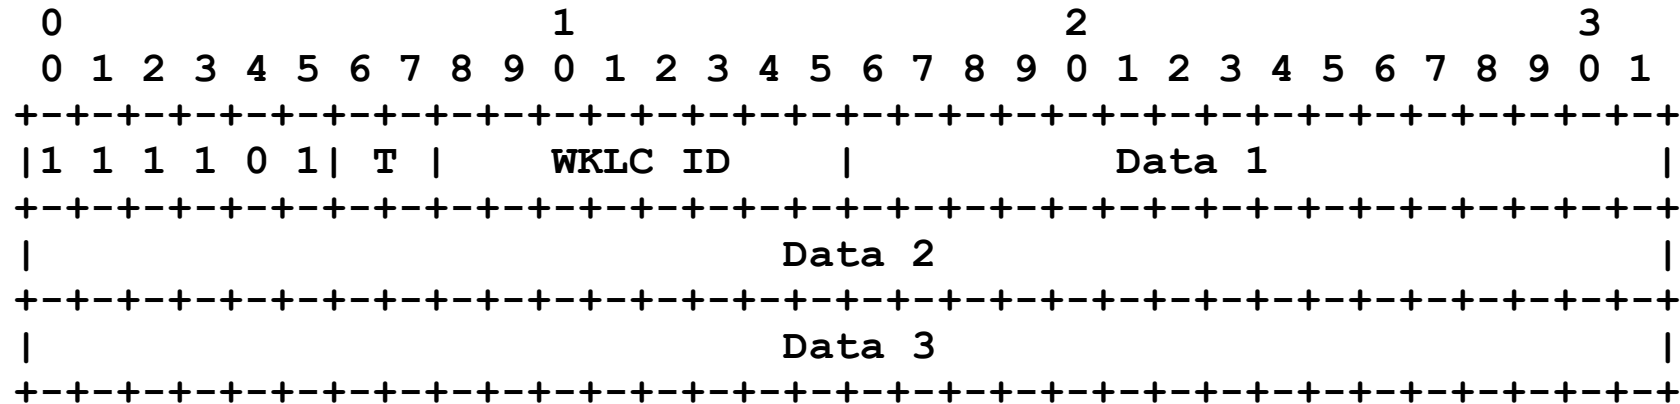 0                   1                   2                   3
0 1 2 3 4 5 6 7 8 9 0 1 2 3 4 5 6 7 8 9 0 1 2 3 4 5 6 7 8 9 0 1
+-+-+-+-+-+-+-+-+-+-+-+-+-+-+-+-+-+-+-+-+-+-+-+-+-+-+-+-+-+-+-+-+
|1 1 1 1 0 1| T |    WKLC ID    |          Data 1               |
+-+-+-+-+-+-+-+-+-+-+-+-+-+-+-+-+-+-+-+-+-+-+-+-+-+-+-+-+-+-+-+-+
|                             Data 2                            |
+-+-+-+-+-+-+-+-+-+-+-+-+-+-+-+-+-+-+-+-+-+-+-+-+-+-+-+-+-+-+-+-+
|                             Data 3                            |
+-+-+-+-+-+-+-+-+-+-+-+-+-+-+-+-+-+-+-+-+-+-+-+-+-+-+-+-+-+-+-+-+